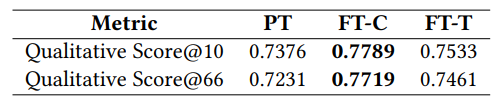 Metric PT FT-C FT-T
Qualitative Score@10 0.7376 0.7789 0.7533
Qualitative Score@66 0.7231 0.7719 0.7461